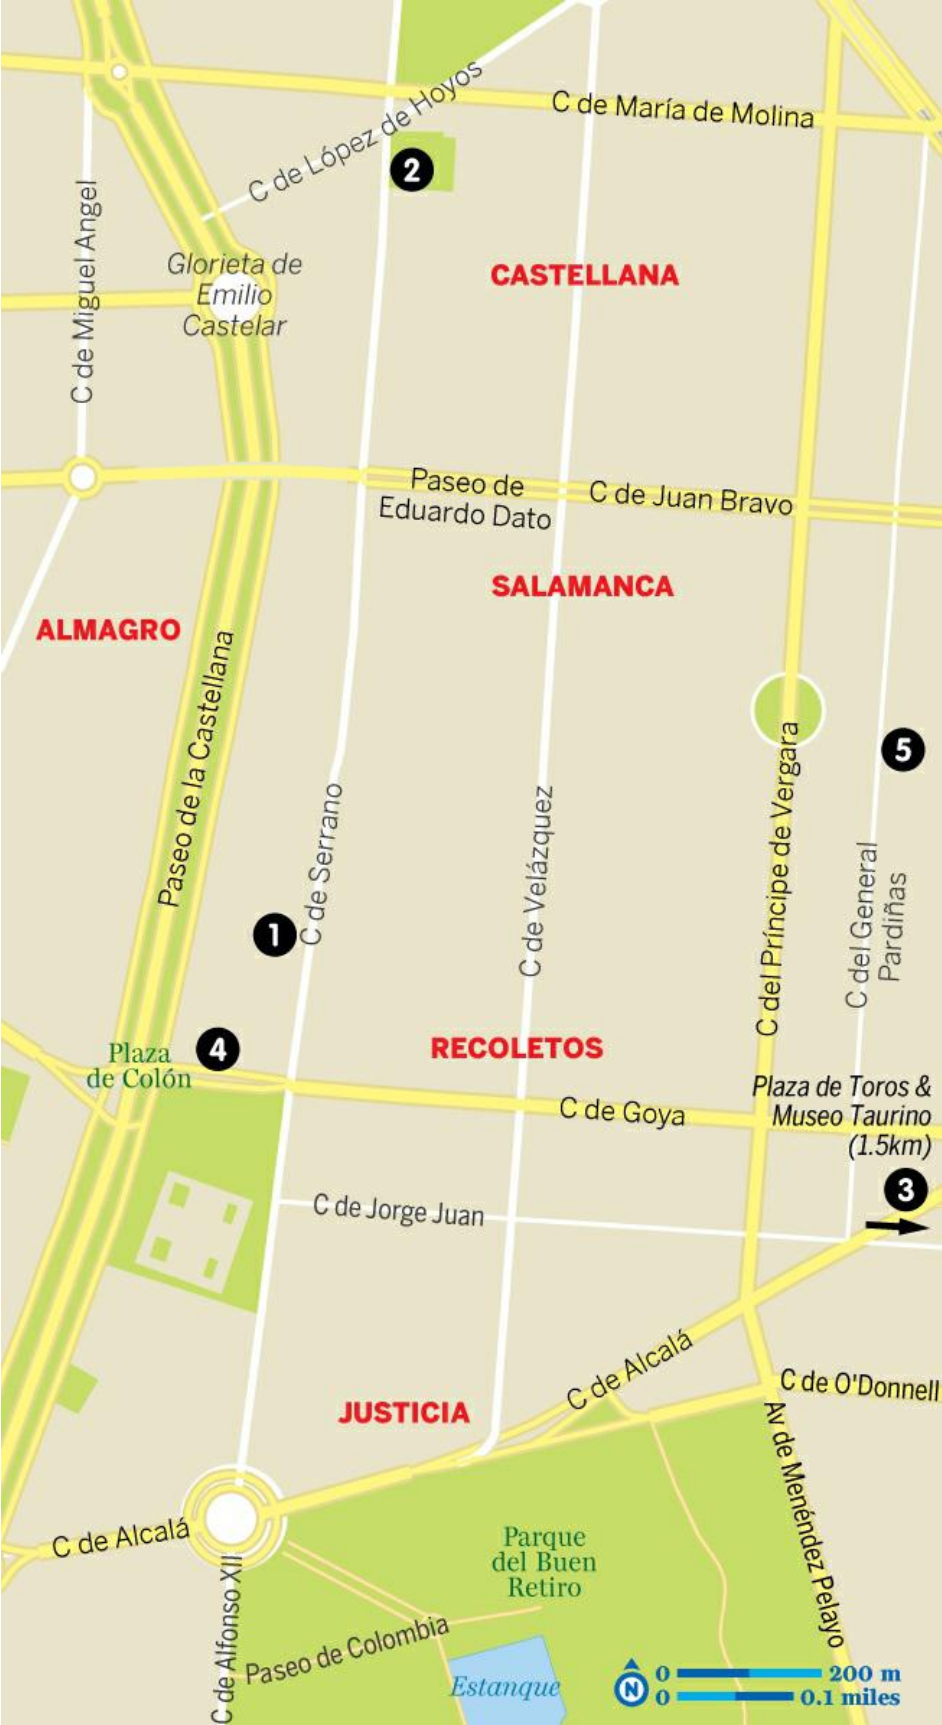 C de María de Molina
C de López de Hoyos
2
C de Miguel Angel
Glorieta de
Emilio
Castelar
CASTELLANA
Paseo de
Eduardo Dato
C de Juan Bravo
SALAMANCA
ALMAGRO
Paseo de la Castellana
5
C de Serrano
C de Velázquez
C del Príncipe de Vergara
C del General
Pardiñas
1
4
Plaza
de Colón
RECOLETOS
C de Goya
Plaza de Toros &
Museo Taurino
(1.5km)
3
C de Jorge Juan
C de Alcalá
C de O'Donnell
JUSTICIA
Av de Menéndez Pelayo
C de Alcalá
Parque
del Buen
Retiro
C de Alfonso XII
Paseo de Colombia
Estanque
N
0 200 m
0 0.1 miles